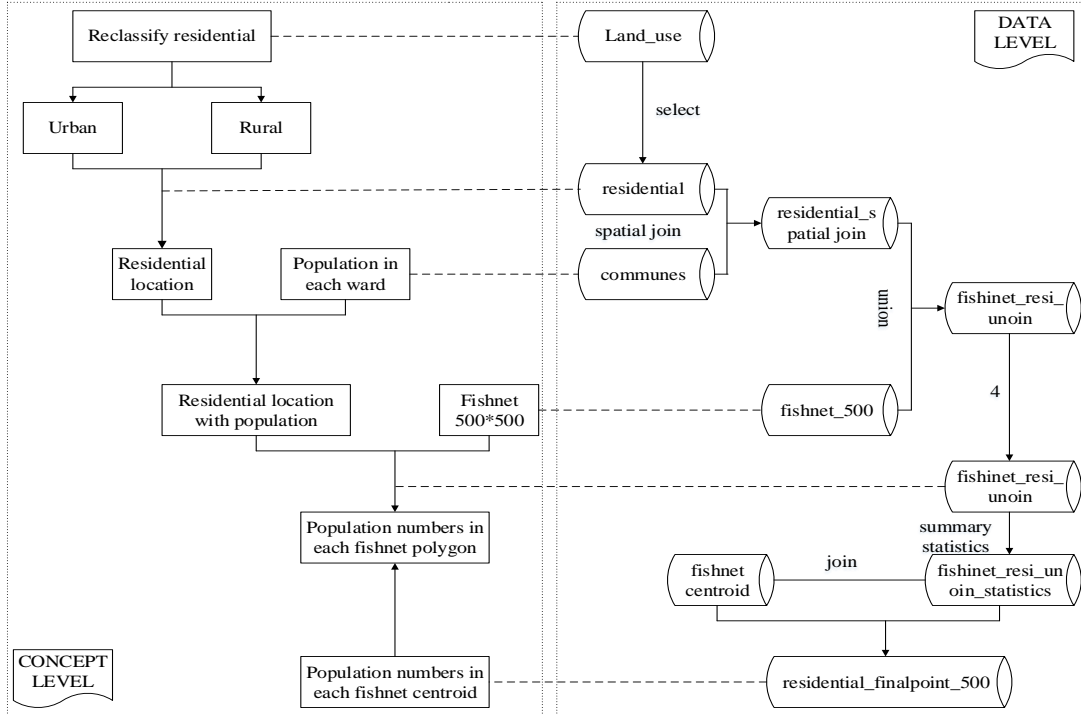 Reclassify residential
Land_use
DATA
LEVEL
select
Urban
Rural
residential
residential_s
patial join
spatial join
Residential
location
Population in
each ward
communes
union
fishinet_resi_
unoin
4
Residential location
with population
Fishnet
500*500
fishnet_500
fishinet_resi_
unoin
Population numbers in
each fishnet polygon
summary
statistics
join
fishnet
centroid
fishinet_resi_un
oin_statistics
CONCEPT
LEVEL
Population numbers in
each fishnet centroid
residential_finalpoint_500